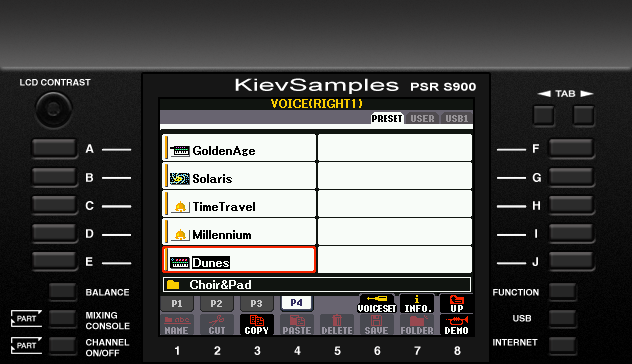 KievSamples PSR S900
LCD CONTRAST
VOICE(RIGHT1)
TAB
PRESET USER USB1
A GoldenAge F
B Solaris G
C TimeTravel H
D Millennium I
E Dunes J
Choir&Pad
BALANCE P1 P2 P3 P4 VOICESET INFO. UP FUNCTION
PART MIXING CONSOLE NAME CUT COPY PASTE DELETE SAVE FOLDER DEMO USB
PART CHANNEL ON/OFF INTERNET
1 2 3 4 5 6 7 8